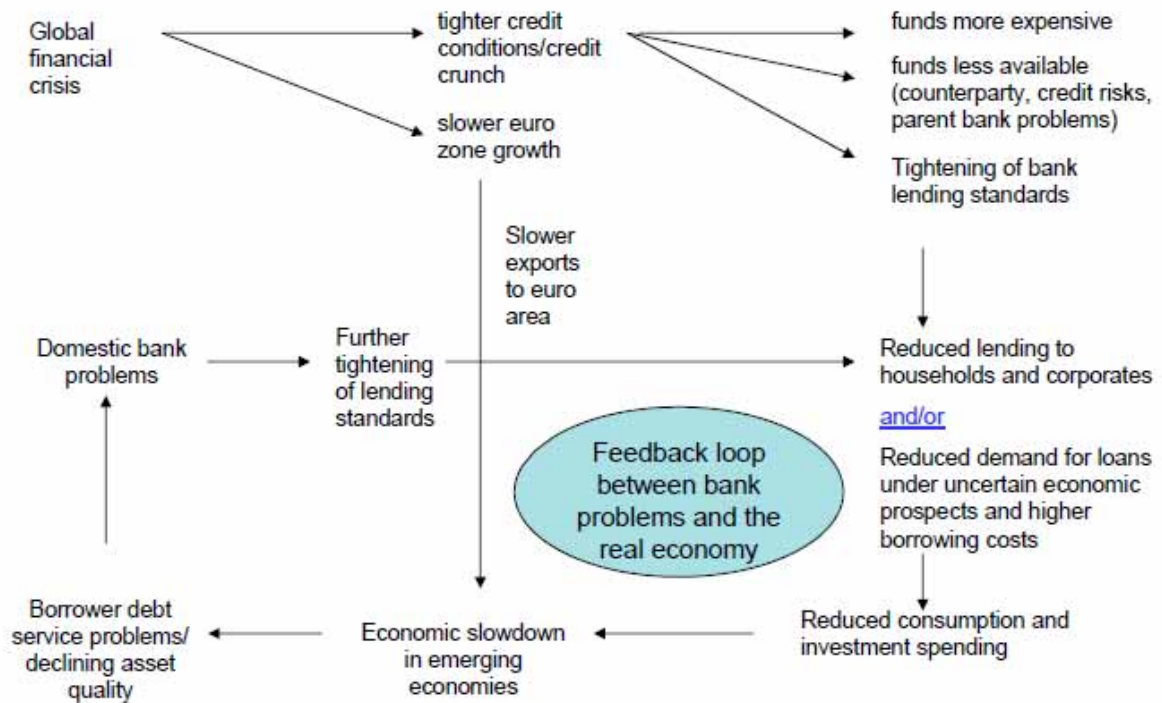 Global
financial
crisis
tighter credit
conditions/credit
crunch
slower euro
zone growth
funds more expensive
funds less available
(counterparty, credit risks,
parent bank problems)
Tightening of bank
lending standards
Slower
exports
to euro
area
Domestic bank
problems
Further
tightening
of lending
standards
Reduced lending to
households and corporates
and/or
Reduced demand for loans
under uncertain economic
prospects and higher
borrowing costs
Feedback loop
between bank
problems and the
real economy
Borrower debt
service problems/
declining asset
quality
Economic slowdown
in emerging
economies
Reduced consumption and
investment spending